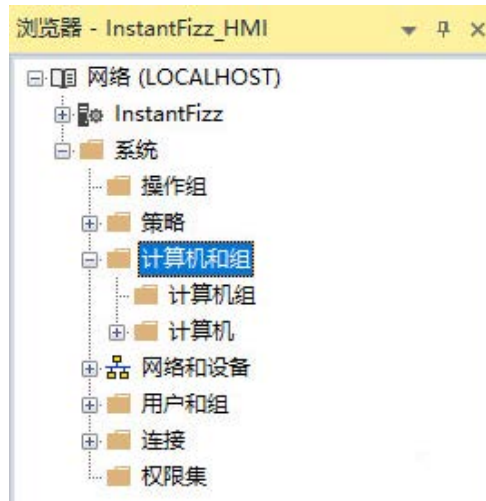 浏览器 - InstantFizz_HMI
网络 (LOCALHOST)
InstantFizz
系统
操作组
策略
计算机和组
计算机组
计算机
网络和设备
用户和组
连接
权限集